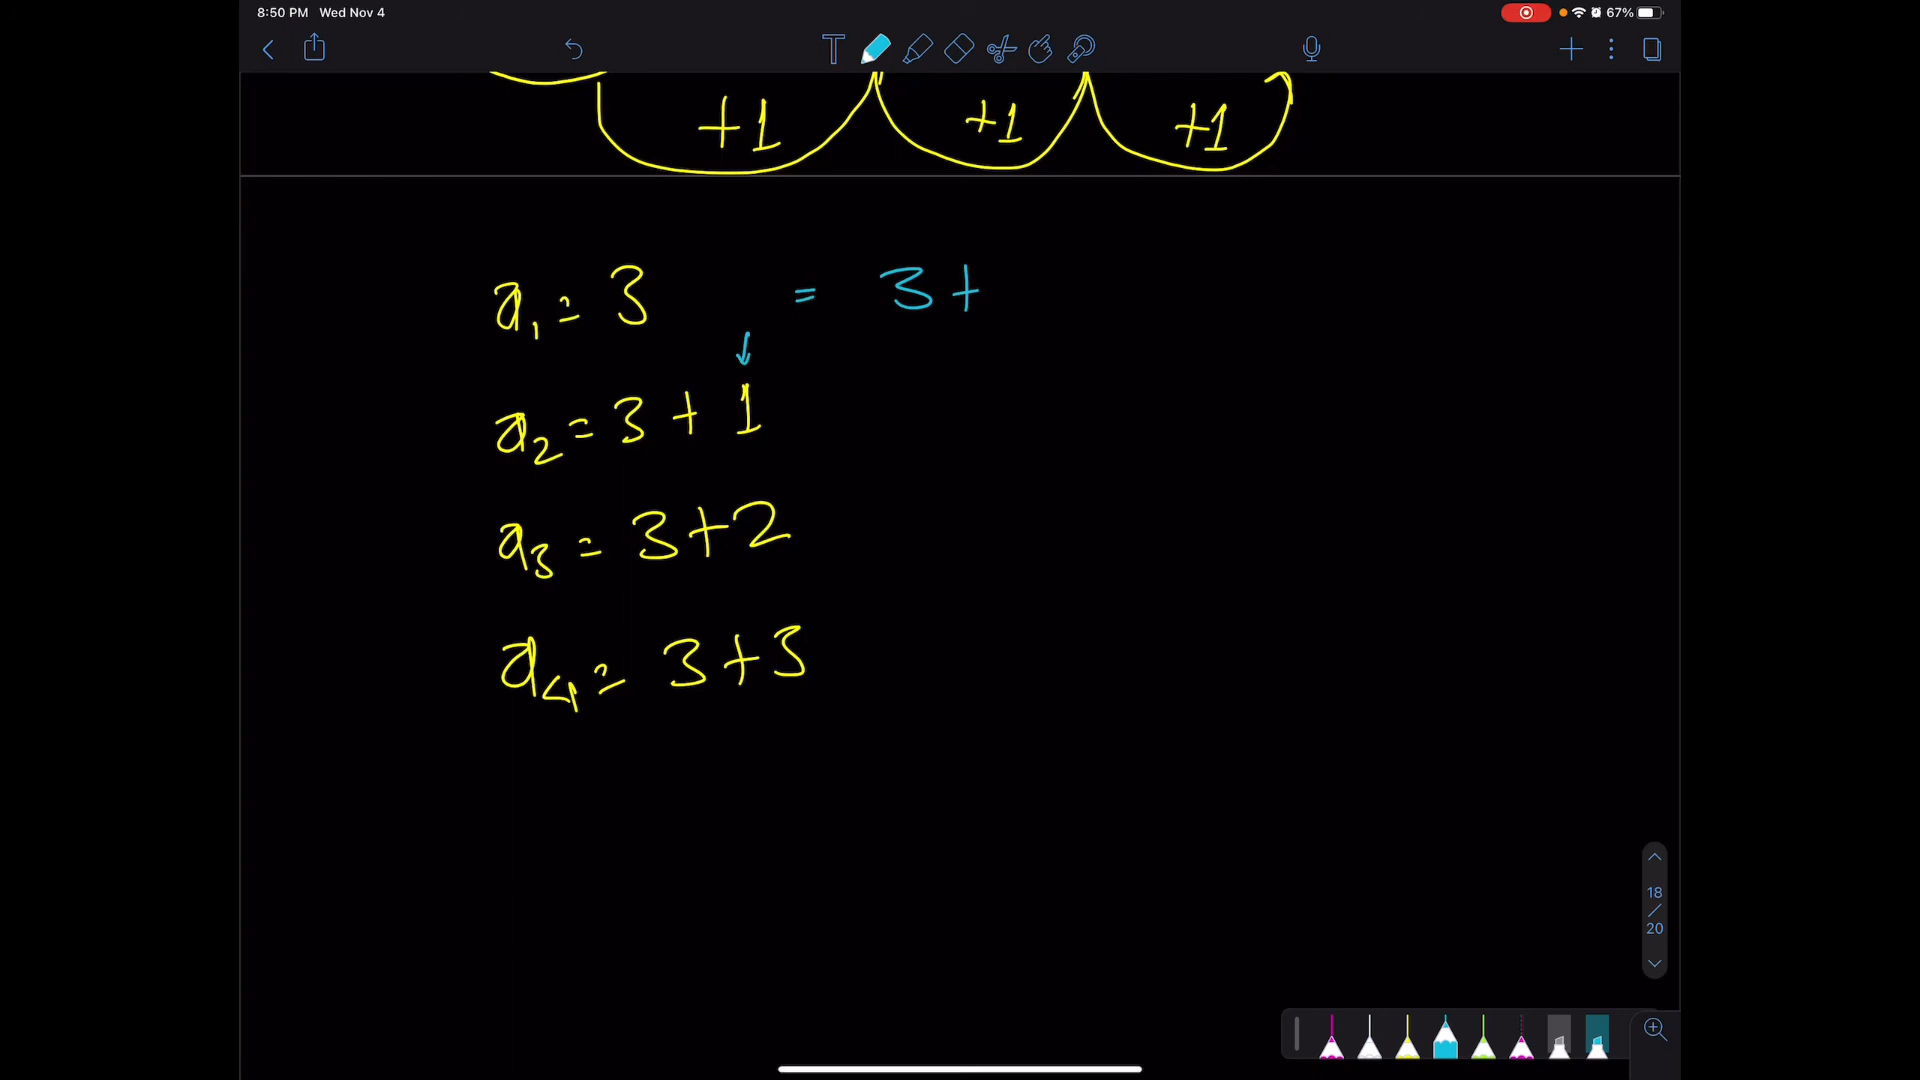 8:50 PM Wed Nov 4 67%
T
+1 +1 +1
a₁ = 3 = 3 +
↓
a₂ = 3 + 1
a₃ = 3 + 2
a₄ = 3 + 3
18
/
20